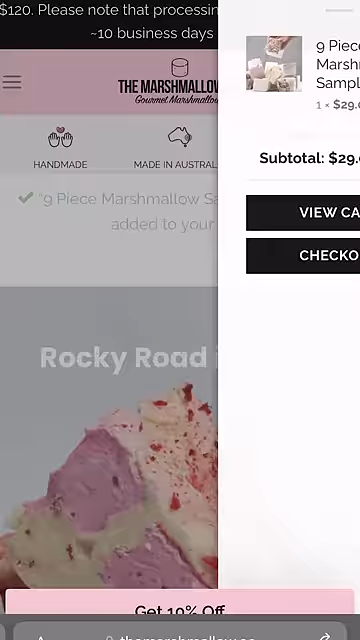 $120. Please note that processin
~10 business days
THE MARSHMALLOW
Gourmet Marshmallow
HANDMADE
MADE IN AUSTRAL
"9 Piece Marshmallow Sa
added to your
Rocky Road i
9 Piece
Marshm
Sampl
1 × $29.0
Subtotal: $29.
VIEW CA
CHECKO
Get 10% Off